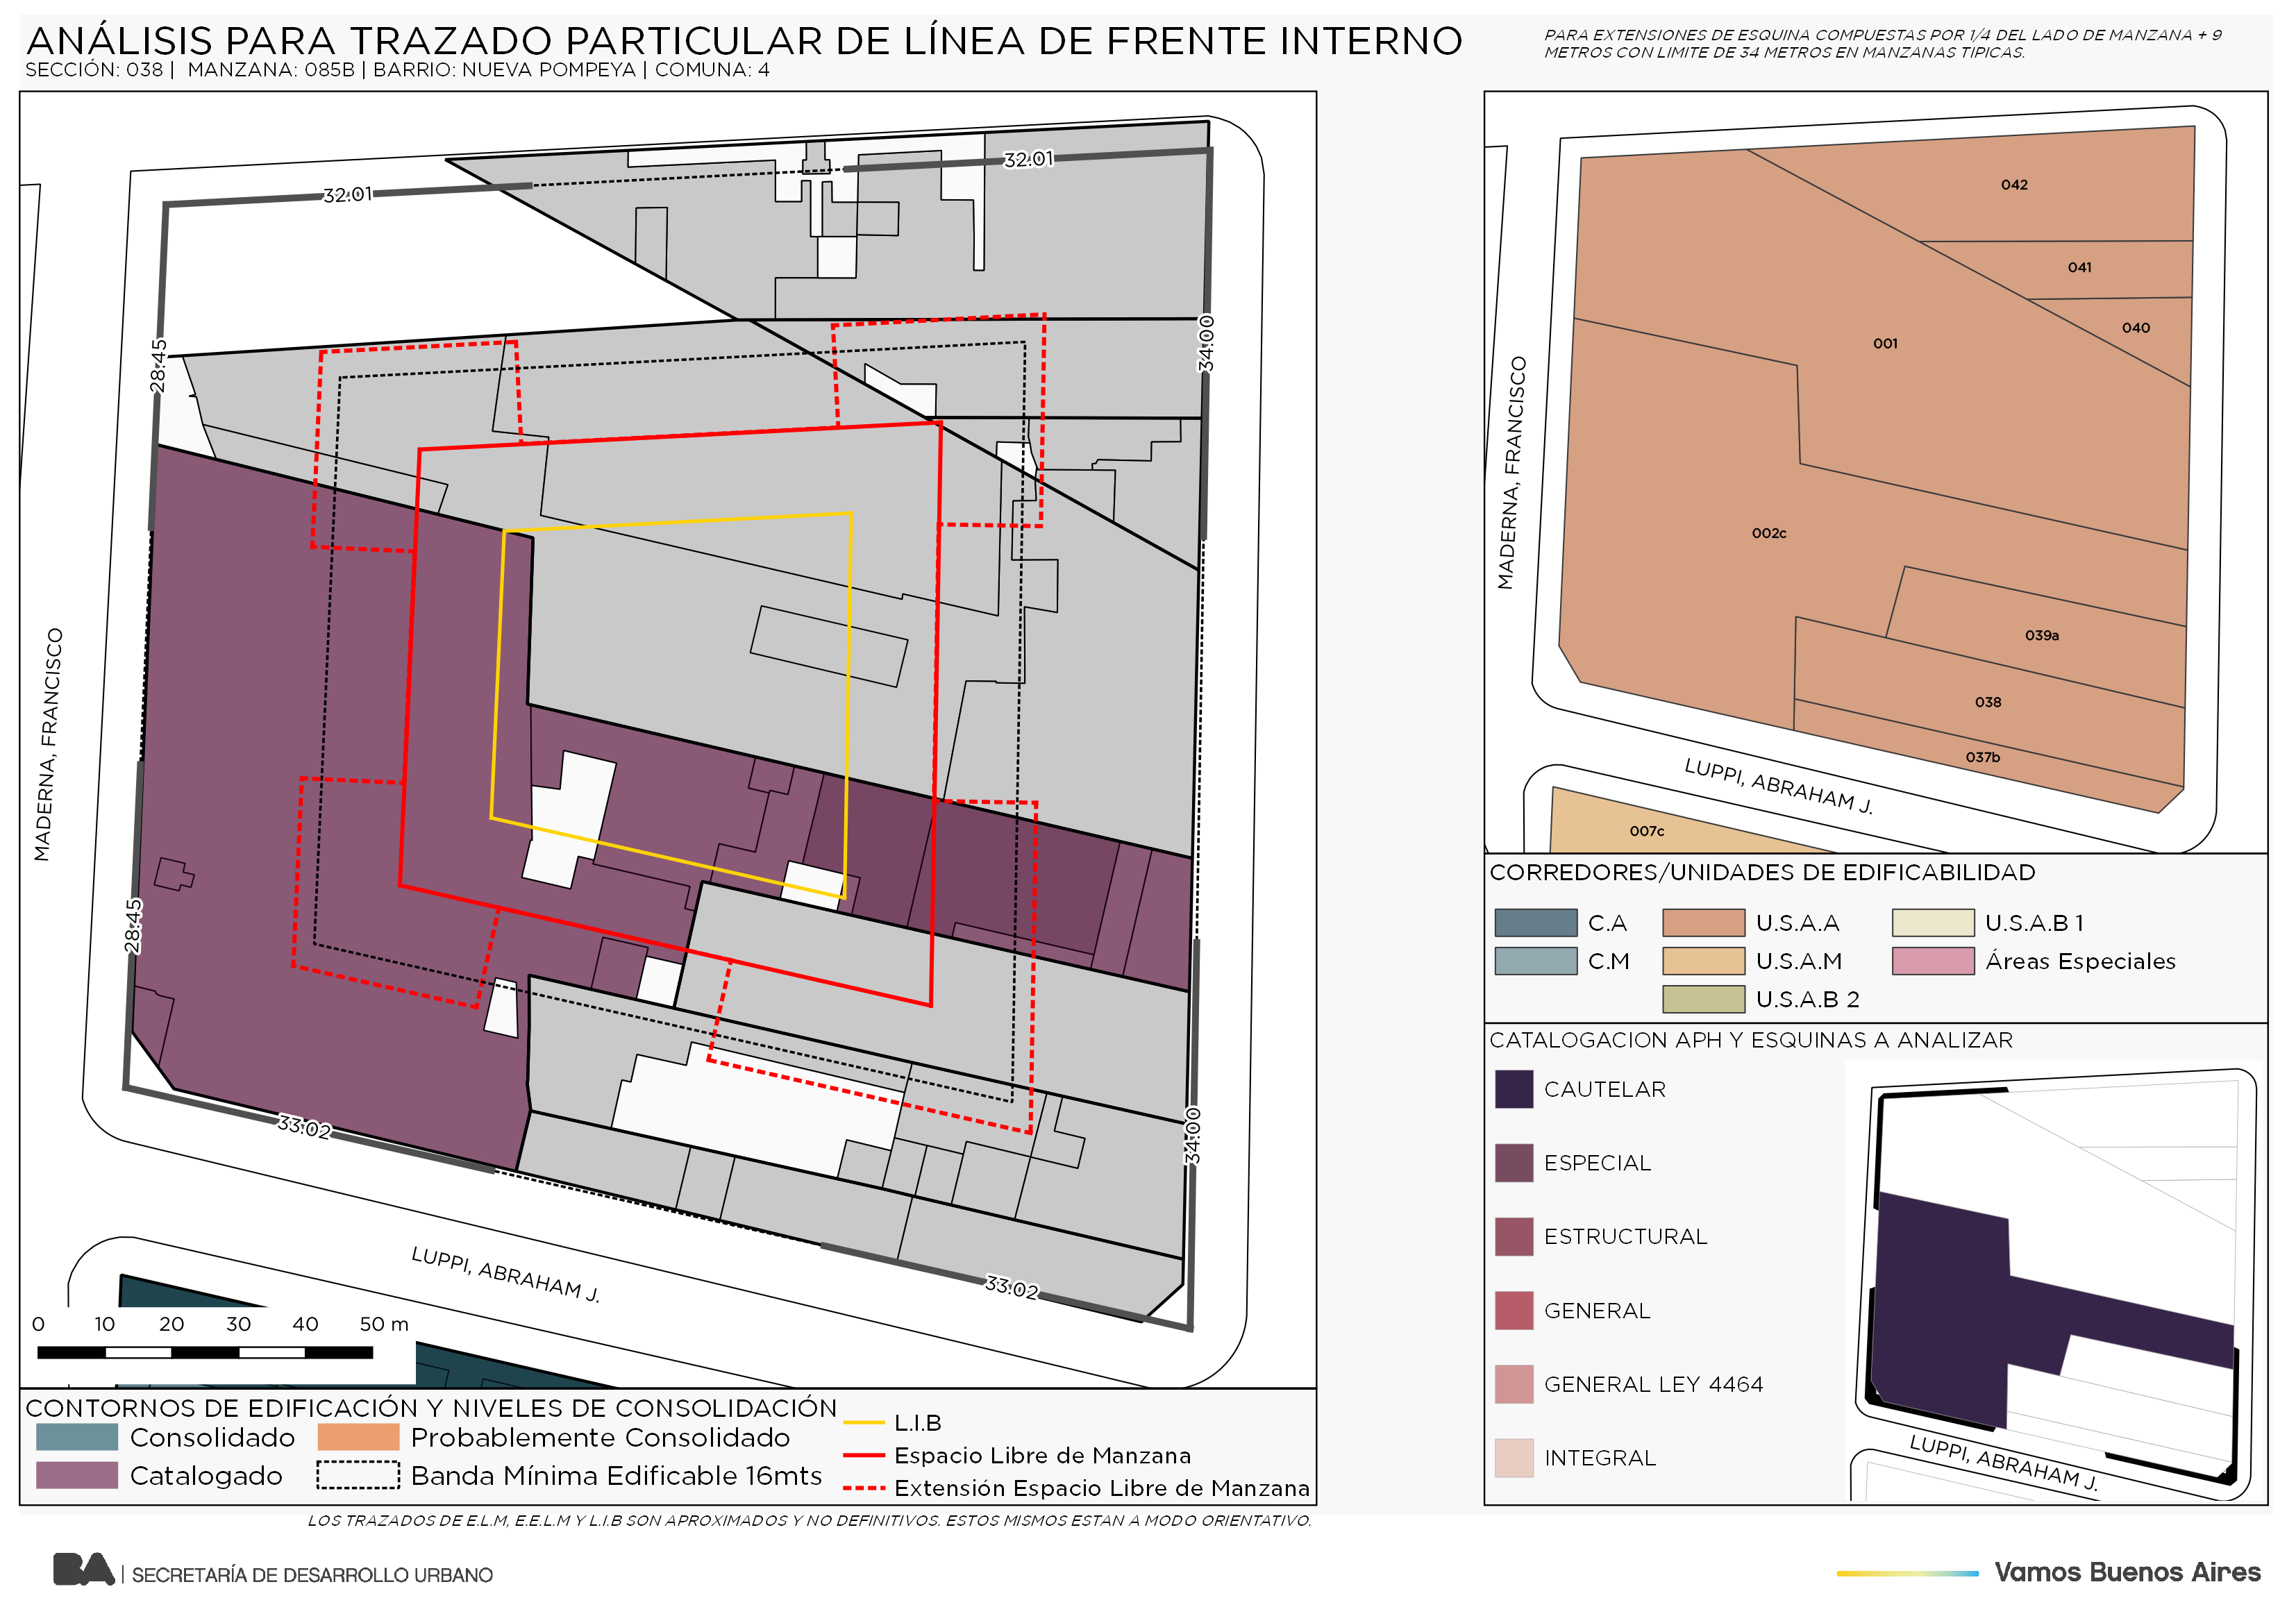 ANÁLISIS PARA TRAZADO PARTICULAR DE LÍNEA DE FRENTE INTERNO
SECCIÓN: 038 | MANZANA: 085B | BARRIO: NUEVA POMPEYA | COMUNA: 4
PARA EXTENSIONES DE ESQUINA COMPUESTAS POR 1/4 DEL LADO DE MANZANA + 9
METROS CON LIMITE DE 34 METROS EN MANZANAS TIPICAS.
32.01
32.01
28.45
34.00
MADERNA, FRANCISCO
28.45
34.00
33.02
33.02
LUPPI, ABRAHAM J.
0 10 20 30 40 50 m
CONTORNOS DE EDIFICACIÓN Y NIVELES DE CONSOLIDACIÓN
Consolidado
Probablemente Consolidado
Catalogado
Banda Mínima Edificable 16mts
L.I.B
Espacio Libre de Manzana
Extensión Espacio Libre de Manzana
042
041
040
001
002c
039a
038
037b
007c
MADERNA, FRANCISCO
LUPPI, ABRAHAM J.
CORREDORES/UNIDADES DE EDIFICABILIDAD
C.A
U.S.A.A
U.S.A.B 1
C.M
U.S.A.M
Áreas Especiales
U.S.A.B 2
CATALOGACION APH Y ESQUINAS A ANALIZAR
CAUTELAR
ESPECIAL
ESTRUCTURAL
GENERAL
GENERAL LEY 4464
INTEGRAL
LUPPI, ABRAHAM J.
LOS TRAZADOS DE E.L.M, E.E.L.M Y L.I.B SON APROXIMADOS Y NO DEFINITIVOS. ESTOS MISMOS ESTAN A MODO ORIENTATIVO.
BA | SECRETARÍA DE DESARROLLO URBANO
Vamos Buenos Aires